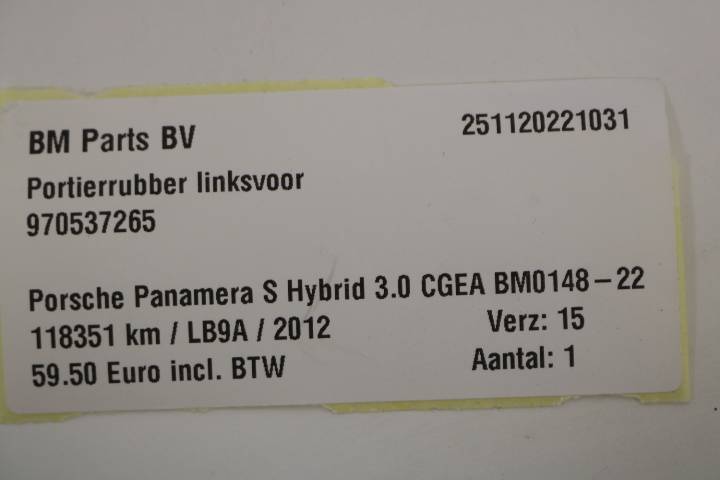 BM Parts BV 251120221031
Portierrubber linksvoor
970537265
Porsche Panamera S Hybrid 3.0 CGEA BM0148-22
118351 km / LB9A / 2012 Verz: 15
59.50 Euro incl. BTW Aantal: 1